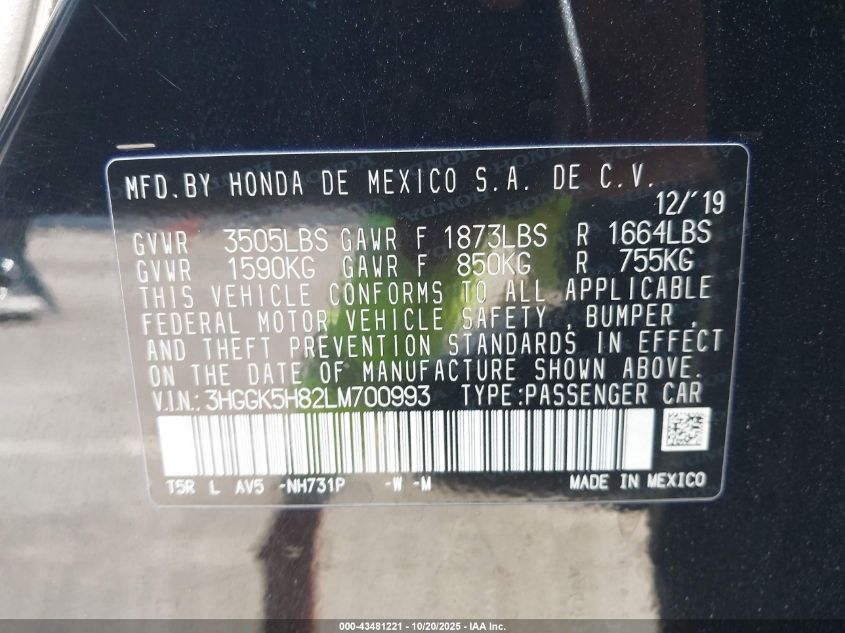 MFD.BY HONDA DE MEXICO S.A. DE C.V.
12/'19
GVWR 3505LBS GAWR F 1873LBS R 1664LBS
GVWR 1590KG GAWR F 850KG R 755KG
THIS VEHICLE CONFORMS TO ALL APPLICABLE
FEDERAL MOTOR VEHICLE SAFETY , BUMPER ,
AND THEFT PREVENTION STANDARDS IN EFFECT
ON THE DATE OF MANUFACTURE SHOWN ABOVE.
V.I.N.:3HGGK5H82LM700993 TYPE:PASSENGER CAR
T5R L AV5 -NH731P -W -M MADE IN MEXICO
000-43481221 - 10/20/2025 - IAA Inc.